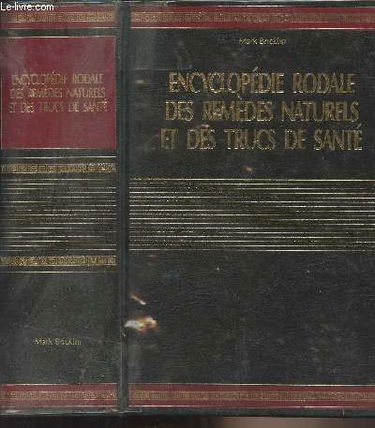 © le-livre.com
ENCYCLOPÉDIE RODALE
DES REMÈDES NATURELS
ET DES TRUCS DE SANTÉ
Mark Bricklin
Mark Bricklin
ENCYCLOPÉDIE RODALE
DES REMÈDES NATURELS
ET DES TRUCS DE SANTÉ